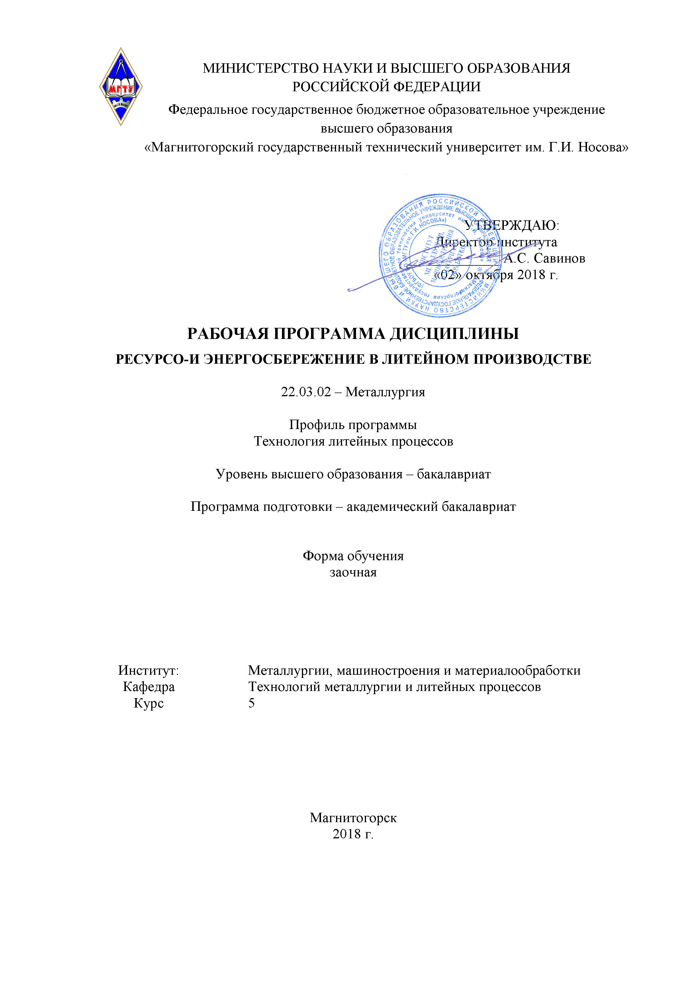 МИНИСТЕРСТВО НАУКИ И ВЫСШЕГО ОБРАЗОВАНИЯ
РОССИЙСКОЙ ФЕДЕРАЦИИ
Федеральное государственное бюджетное образовательное учреждение
высшего образования
«Магнитогорский государственный технический университет им. Г.И. Носова»
МГТУ
УТВЕРЖДАЮ:
Директор института
А.С. Савинов
«02» октября 2018 г.
РАБОЧАЯ ПРОГРАММА ДИСЦИПЛИНЫ
РЕСУРСО-И ЭНЕРГОСБЕРЕЖЕНИЕ В ЛИТЕЙНОМ ПРОИЗВОДСТВЕ
22.03.02 – Металлургия
Профиль программы
Технология литейных процессов
Уровень высшего образования – бакалавриат
Программа подготовки – академический бакалавриат
Форма обучения
заочная
Институт: Металлургии, машиностроения и материалообработки
Кафедра Технологий металлургии и литейных процессов
Курс 5
Магнитогорск
2018 г.